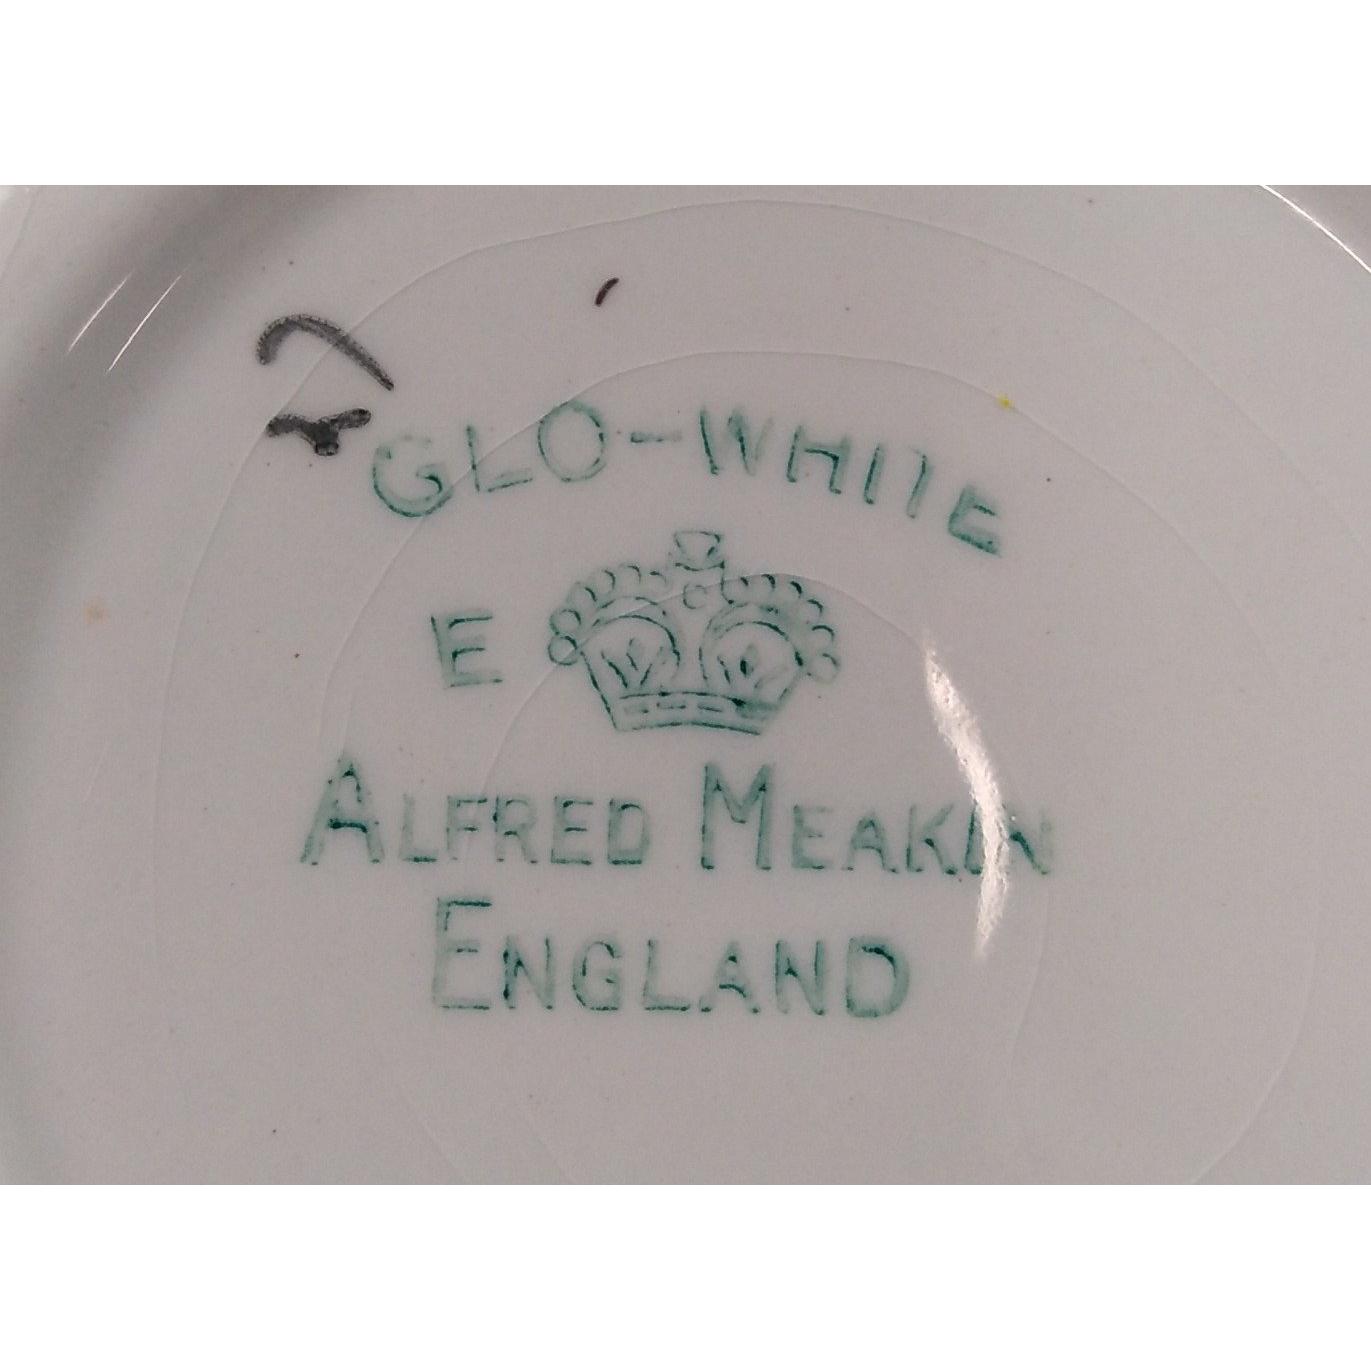 GLO-WHITE
E
ALFRED MEAKIN
ENGLAND